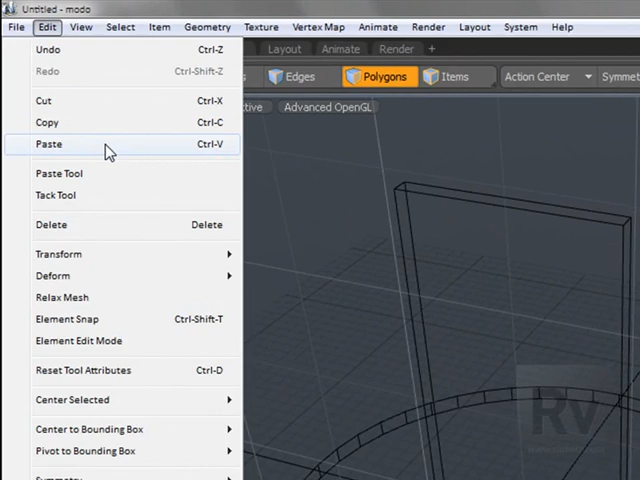 Untitled - modo
File Edit View Select Item Geometry Texture Vertex Map Animate Render Layout System Help
Layout Animate Render +
Edges Polygons Items Action Center Symmet
Advanced OpenGL
Undo Ctrl-Z
Redo Ctrl-Shift-Z
Cut Ctrl-X
Copy Ctrl-C
Paste Ctrl-V
Paste Tool
Tack Tool
Delete Delete
Transform
Deform
Relax Mesh
Element Snap Ctrl-Shift-T
Element Edit Mode
Reset Tool Attributes Ctrl-D
Center Selected
Center to Bounding Box
Pivot to Bounding Box
Symmetry
RV